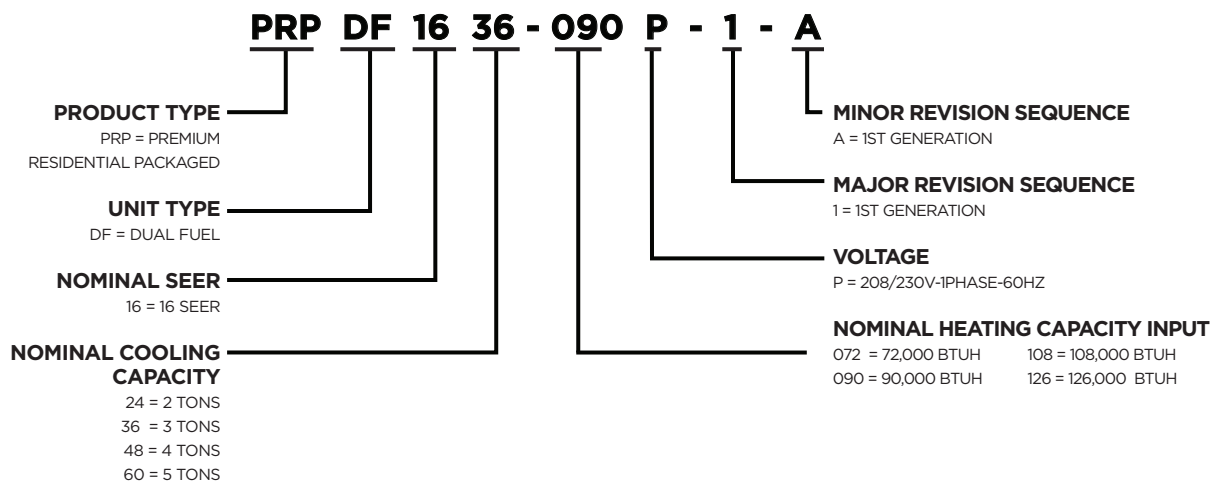 PRP DF 16 36 - 090 P - 1 - A
PRODUCT TYPE
PRP = PREMIUM
RESIDENTIAL PACKAGED
UNIT TYPE
DF = DUAL FUEL
NOMINAL SEER
16 = 16 SEER
NOMINAL COOLING
CAPACITY
24 = 2 TONS
36 = 3 TONS
48 = 4 TONS
60 = 5 TONS
MINOR REVISION SEQUENCE
A = 1ST GENERATION
MAJOR REVISION SEQUENCE
1 = 1ST GENERATION
VOLTAGE
P = 208/230V-1PHASE-60HZ
NOMINAL HEATING CAPACITY INPUT
072 = 72,000 BTUH 108 = 108,000 BTUH
090 = 90,000 BTUH 126 = 126,000 BTUH